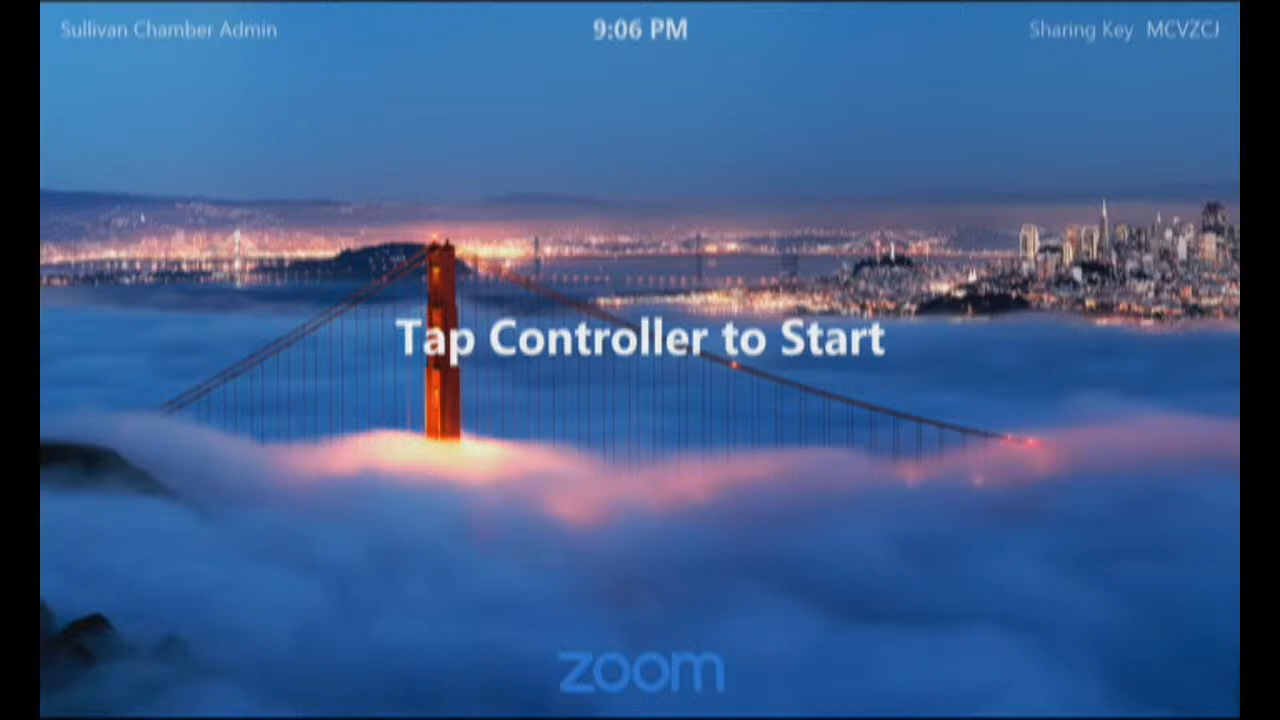 Sullivan Chamber Admin
9:06 PM
Sharing Key MCVZCJ
Tap Controller to Start
zoom